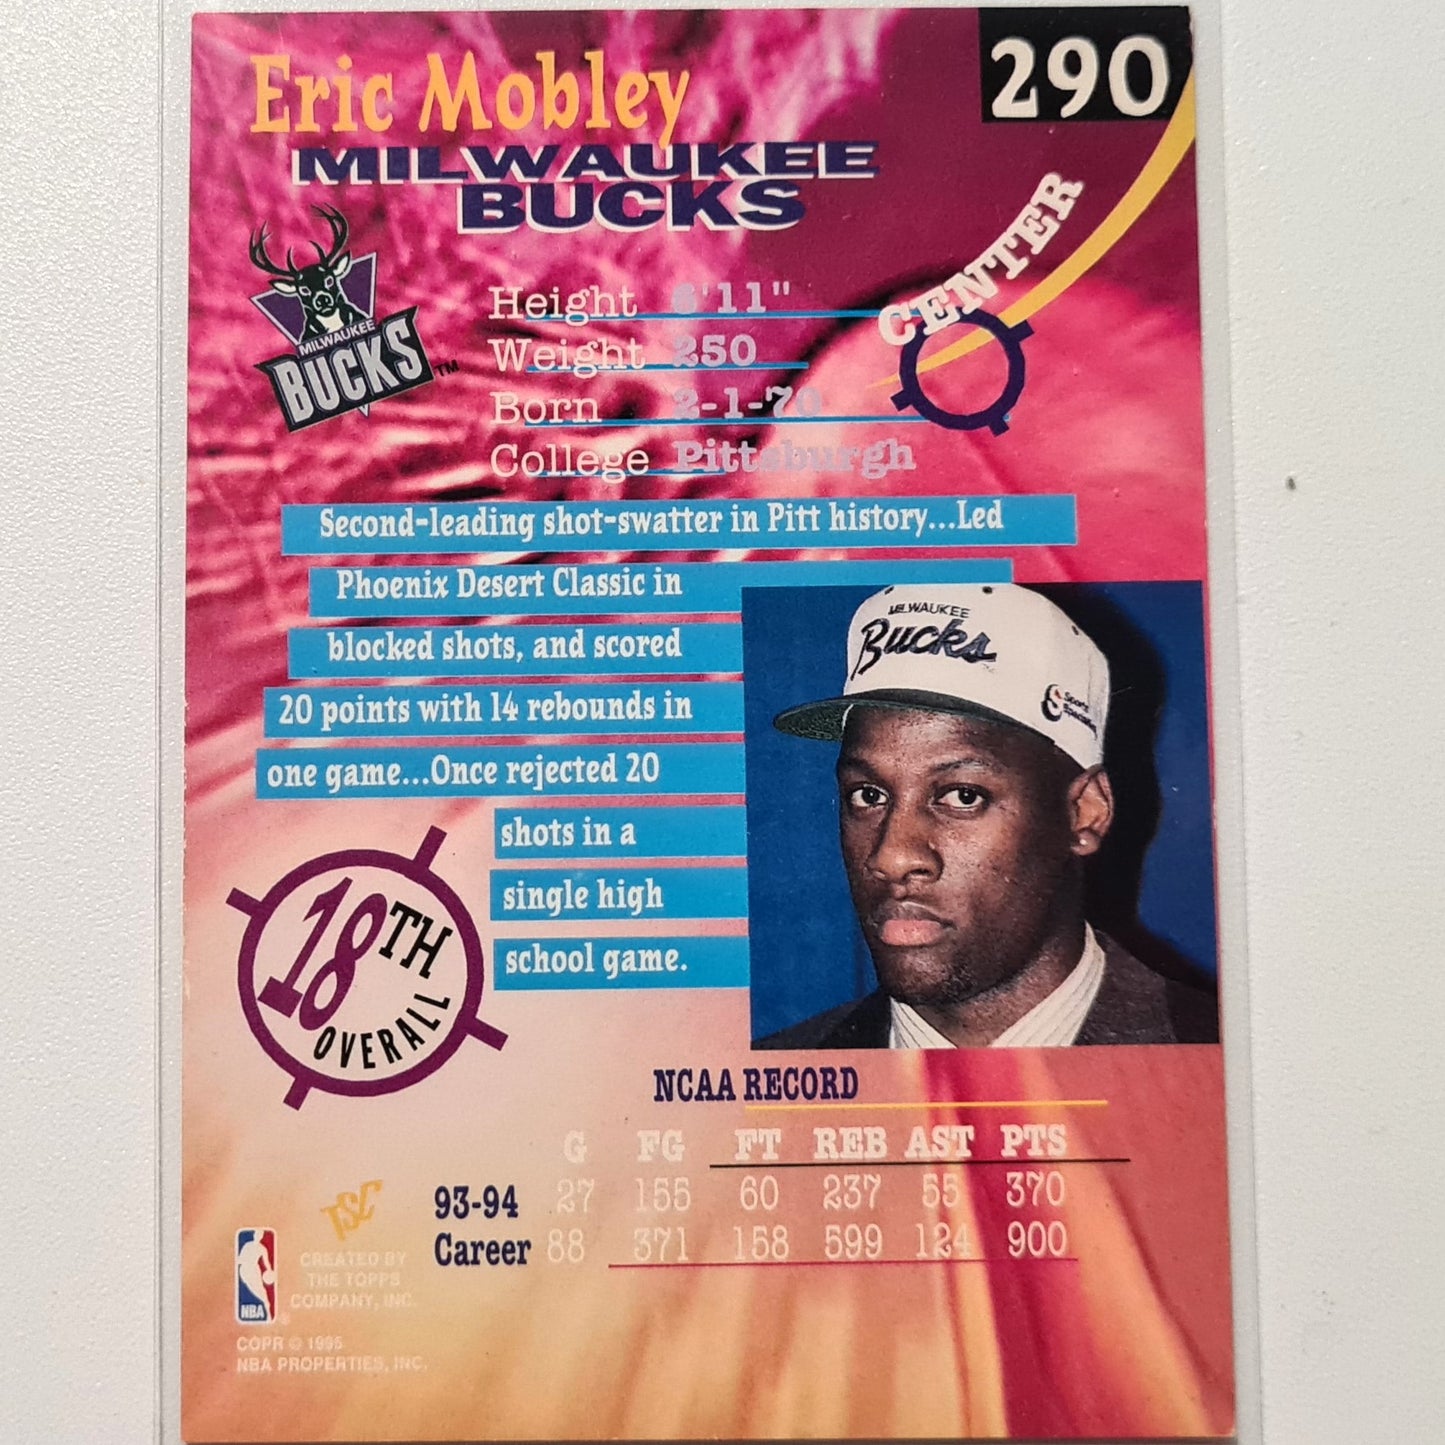 290
Eric Mobley
MILWAUKEE
BUCKS
CENTER
MILWAUKEE
BUCKS
TM
Height 6'11"
Weight 250
Born 2-1-70
College Pittsburgh
Second-leading shot-swatter in Pitt history...Led
Phoenix Desert Classic in
blocked shots, and scored
20 points with 14 rebounds in
one game...Once rejected 20
shots in a
single high
school game.
MILWAUKEE
Bucks
Sports
Specialties
18TH
OVERALL
NCAA RECORD
G FG FT REB AST PTS
93-94 27 155 60 237 55 370
Career 88 371 158 599 124 900
TSC
CREATED BY
THE TOPPS
COMPANY, INC.
NBA
®
COPR © 1995
NBA PROPERTIES, INC.